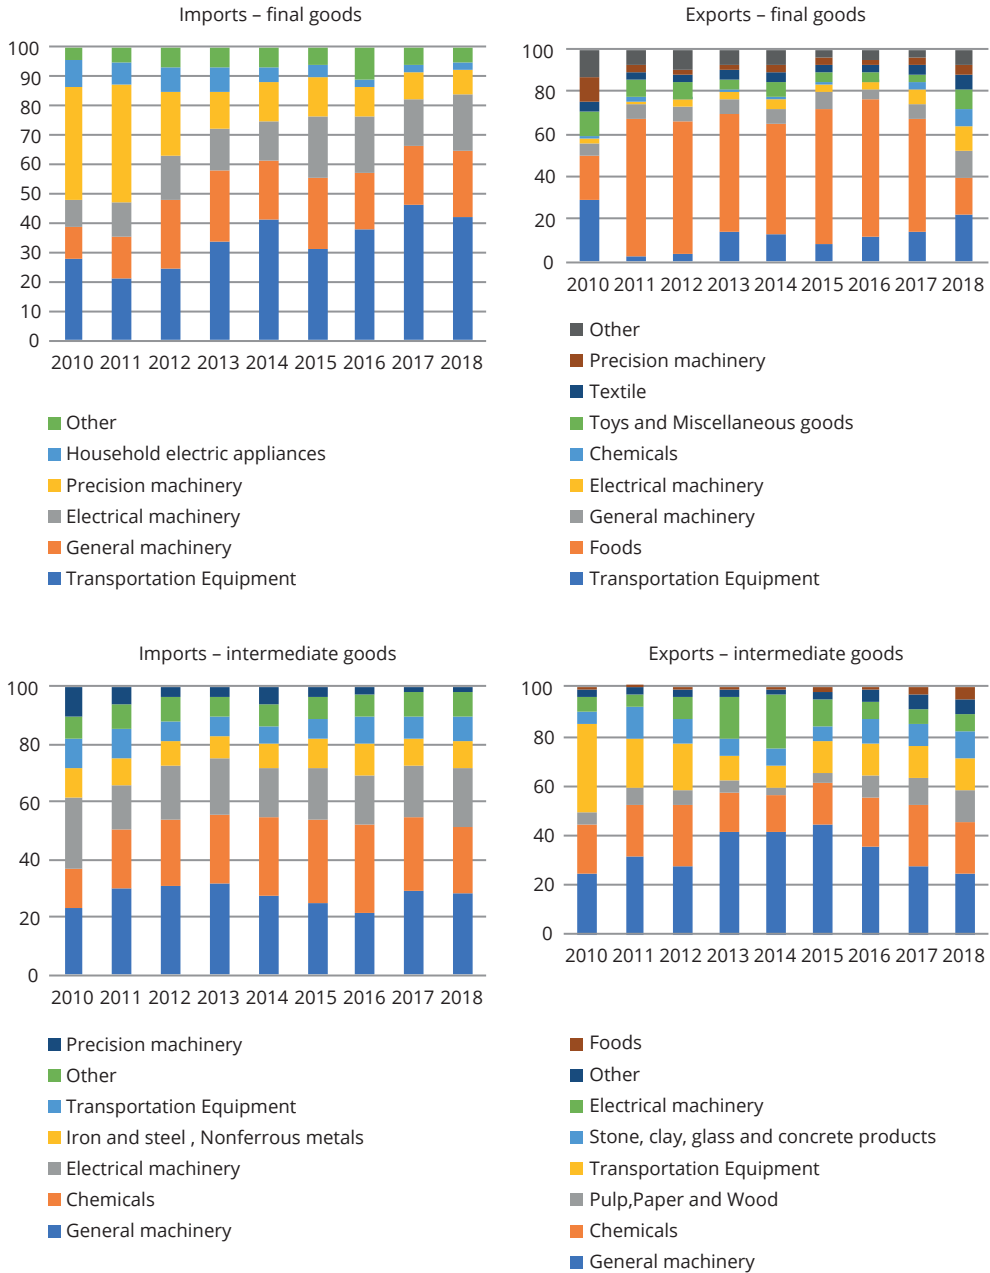 Imports – final goods
100
90
80
70
60
50
40
30
20
10
0
2010 2011 2012 2013 2014 2015 2016 2017 2018
Other
Household electric appliances
Precision machinery
Electrical machinery
General machinery
Transportation Equipment
Exports – final goods
100
80
60
40
20
0
2010 2011 2012 2013 2014 2015 2016 2017 2018
Other
Precision machinery
Textile
Toys and Miscellaneous goods
Chemicals
Electrical machinery
General machinery
Foods
Transportation Equipment
Imports – intermediate goods
100
80
60
40
20
0
2010 2011 2012 2013 2014 2015 2016 2017 2018
Precision machinery
Other
Transportation Equipment
Iron and steel , Nonferrous metals
Electrical machinery
Chemicals
General machinery
Exports – intermediate goods
100
80
60
40
20
0
2010 2011 2012 2013 2014 2015 2016 2017 2018
Foods
Other
Electrical machinery
Stone, clay, glass and concrete products
Transportation Equipment
Pulp,Paper and Wood
Chemicals
General machinery